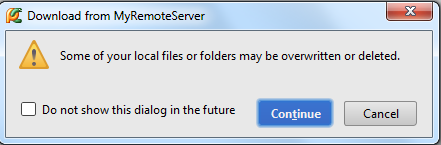 Download from MyRemoteServer
Some of your local files or folders may be overwritten or deleted.
Do not show this dialog in the future
Continue
Cancel